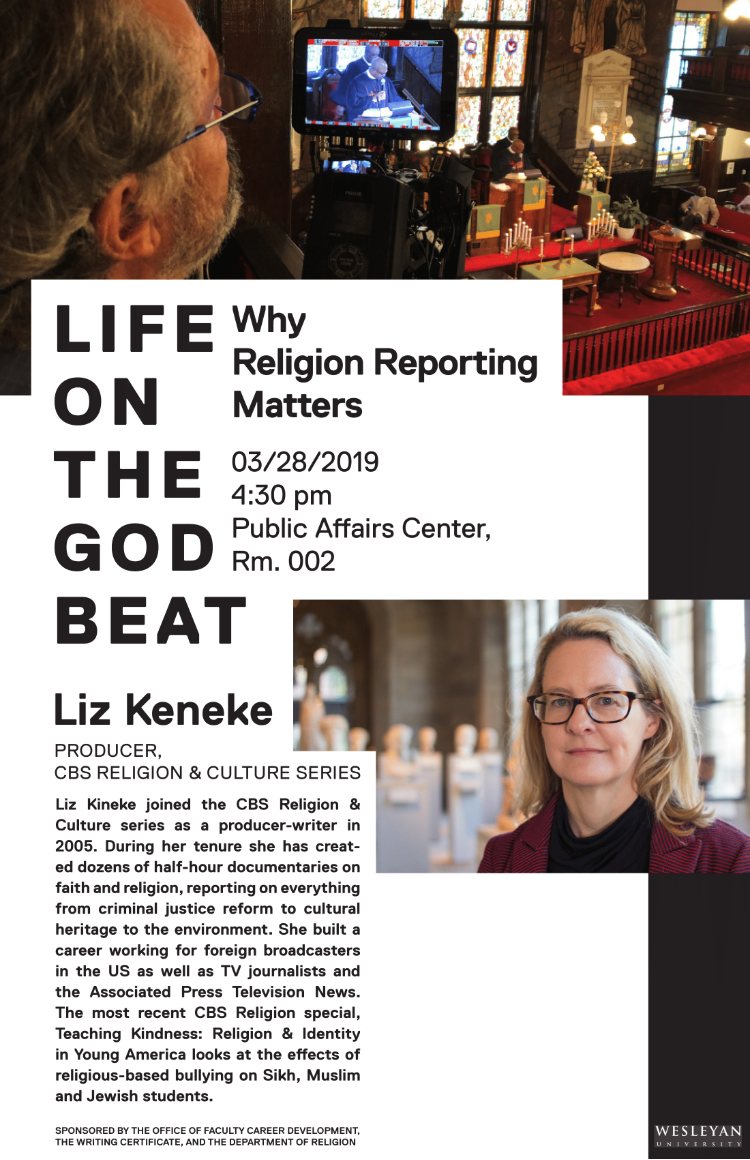 LIFE
ON
THE
GOD
BEAT
Why
Religion Reporting
Matters
03/28/2019
4:30 pm
Public Affairs Center,
Rm. 002
Liz Keneke
PRODUCER,
CBS RELIGION & CULTURE SERIES
Liz Kineke joined the CBS Religion &
Culture series as a producer-writer in
2005. During her tenure she has creat-
ed dozens of half-hour documentaries on
faith and religion, reporting on everything
from criminal justice reform to cultural
heritage to the environment. She built a
career working for foreign broadcasters
in the US as well as TV journalists and
the Associated Press Television News.
The most recent CBS Religion special,
Teaching Kindness: Religion & Identity
in Young America looks at the effects of
religious-based bullying on Sikh, Muslim
and Jewish students.
SPONSORED BY THE OFFICE OF FACULTY CAREER DEVELOPMENT,
THE WRITING CERTIFICATE, AND THE DEPARTMENT OF RELIGION
WESLEYAN
UNIVERSITY